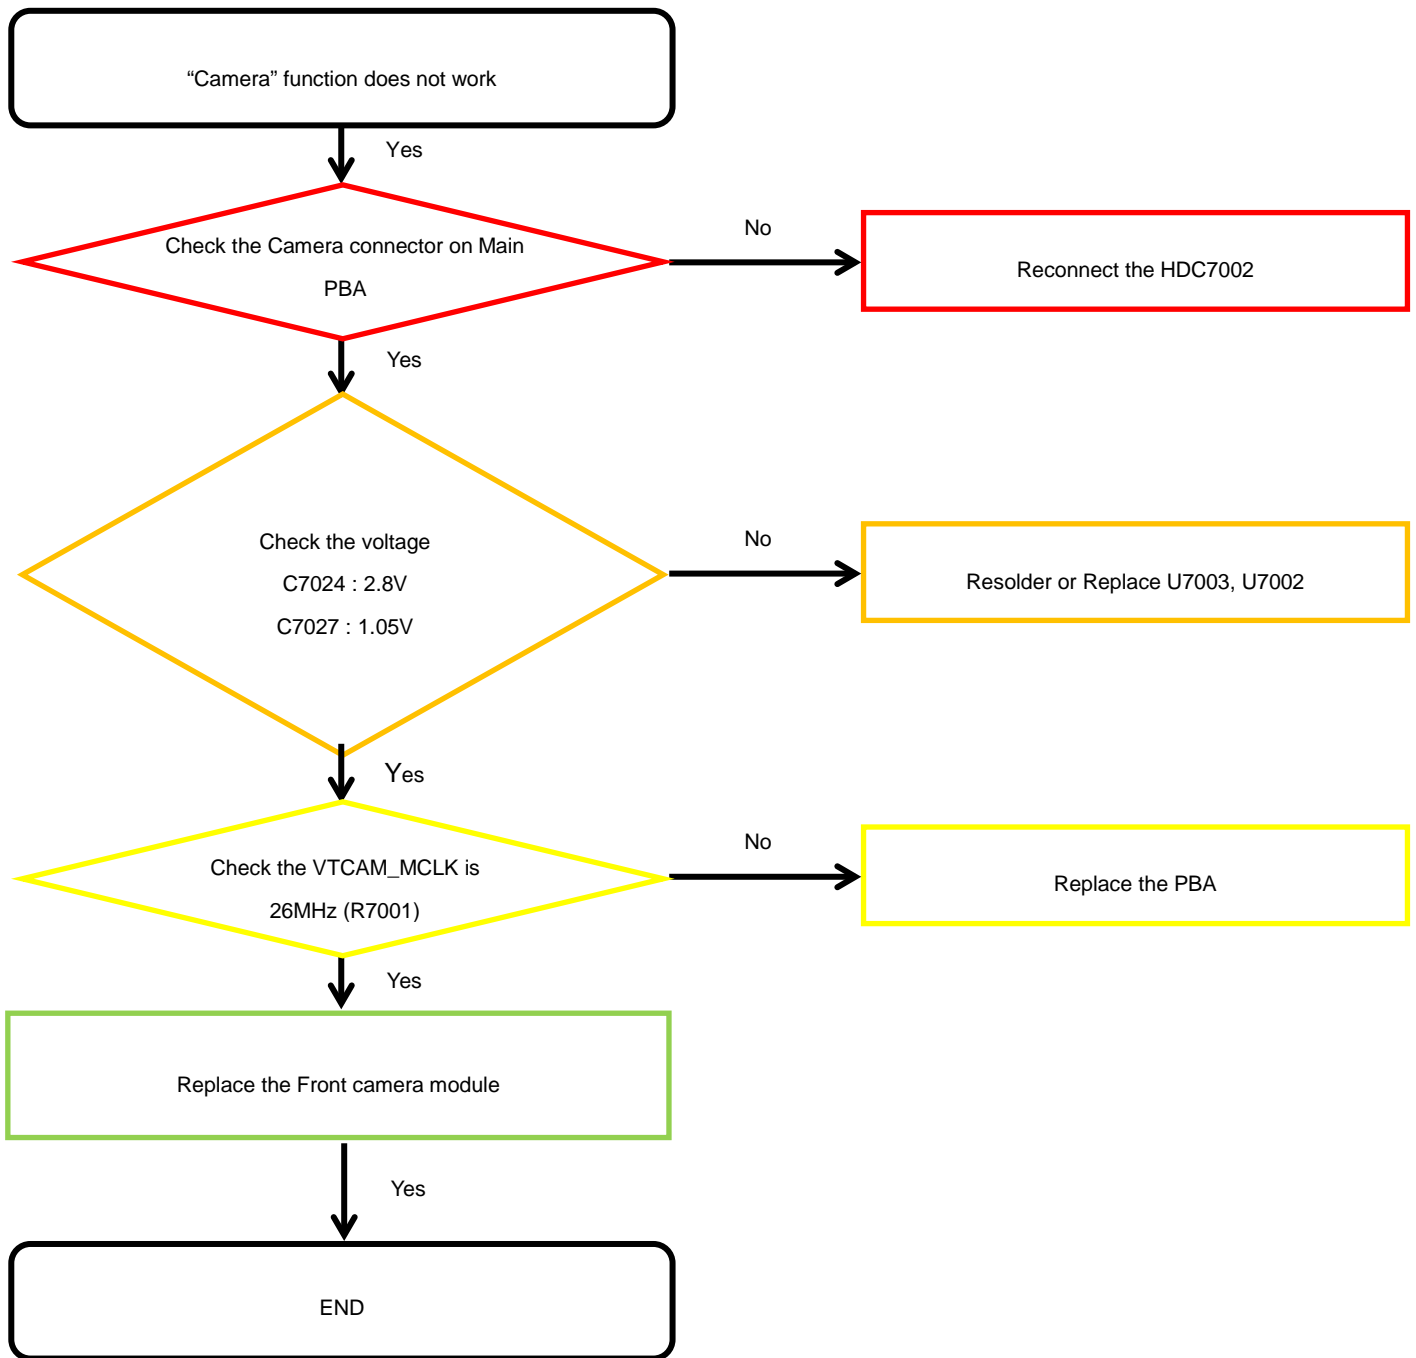 “Camera” function does not work
Yes
Check the Camera connector on Main
PBA
No
Reconnect the HDC7002
Yes
Check the voltage
C7024 : 2.8V
C7027 : 1.05V
No
Resolder or Replace U7003, U7002
Yes
Check the VTCAM_MCLK is
26MHz (R7001)
No
Replace the PBA
Yes
Replace the Front camera module
Yes
END